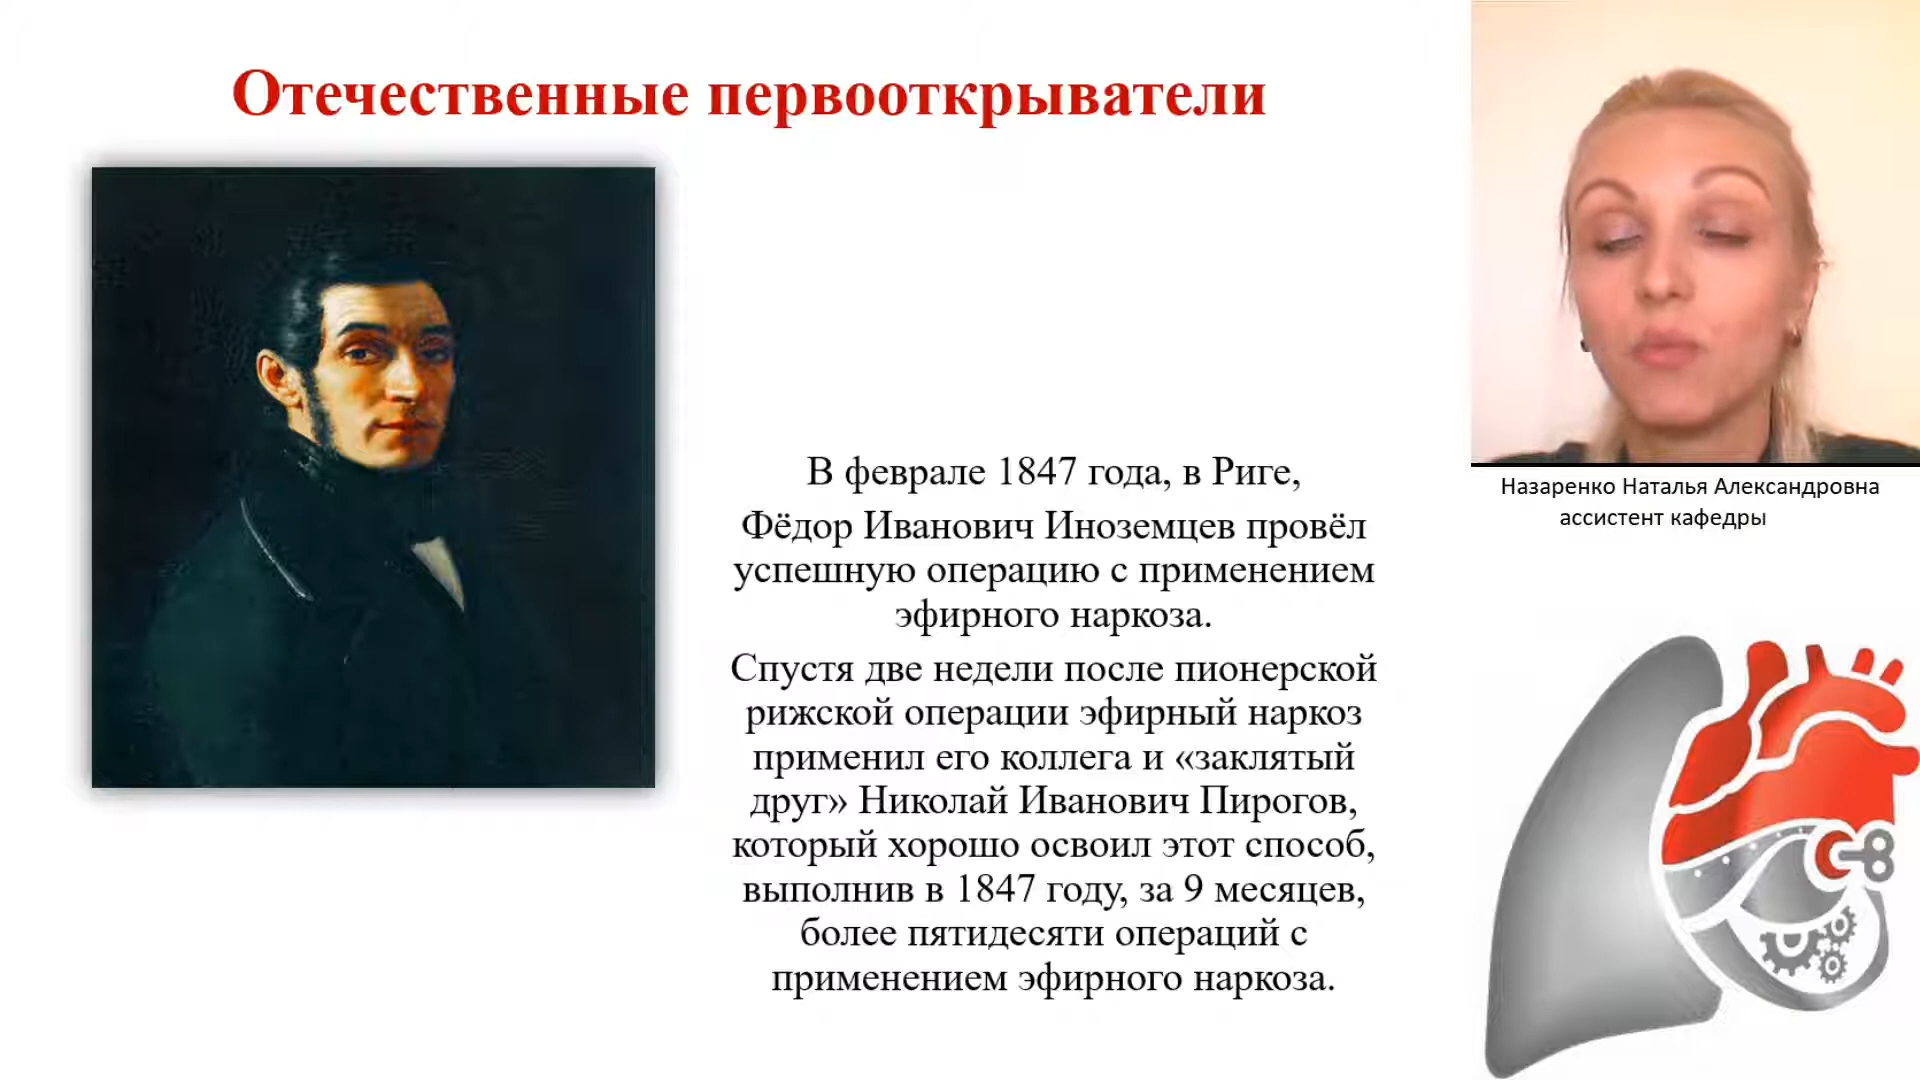 Отечественные первооткрыватели
В феврале 1847 года, в Риге,
Фёдор Иванович Иноземцев провёл
успешную операцию с применением
эфирного наркоза.
Спустя две недели после пионерской
рижской операции эфирный наркоз
применил его коллега и «заклятый
друг» Николай Иванович Пирогов,
который хорошо освоил этот способ,
выполнив в 1847 году, за 9 месяцев,
более пятидесяти операций с
применением эфирного наркоза.
Назаренко Наталья Александровна
ассистент кафедры